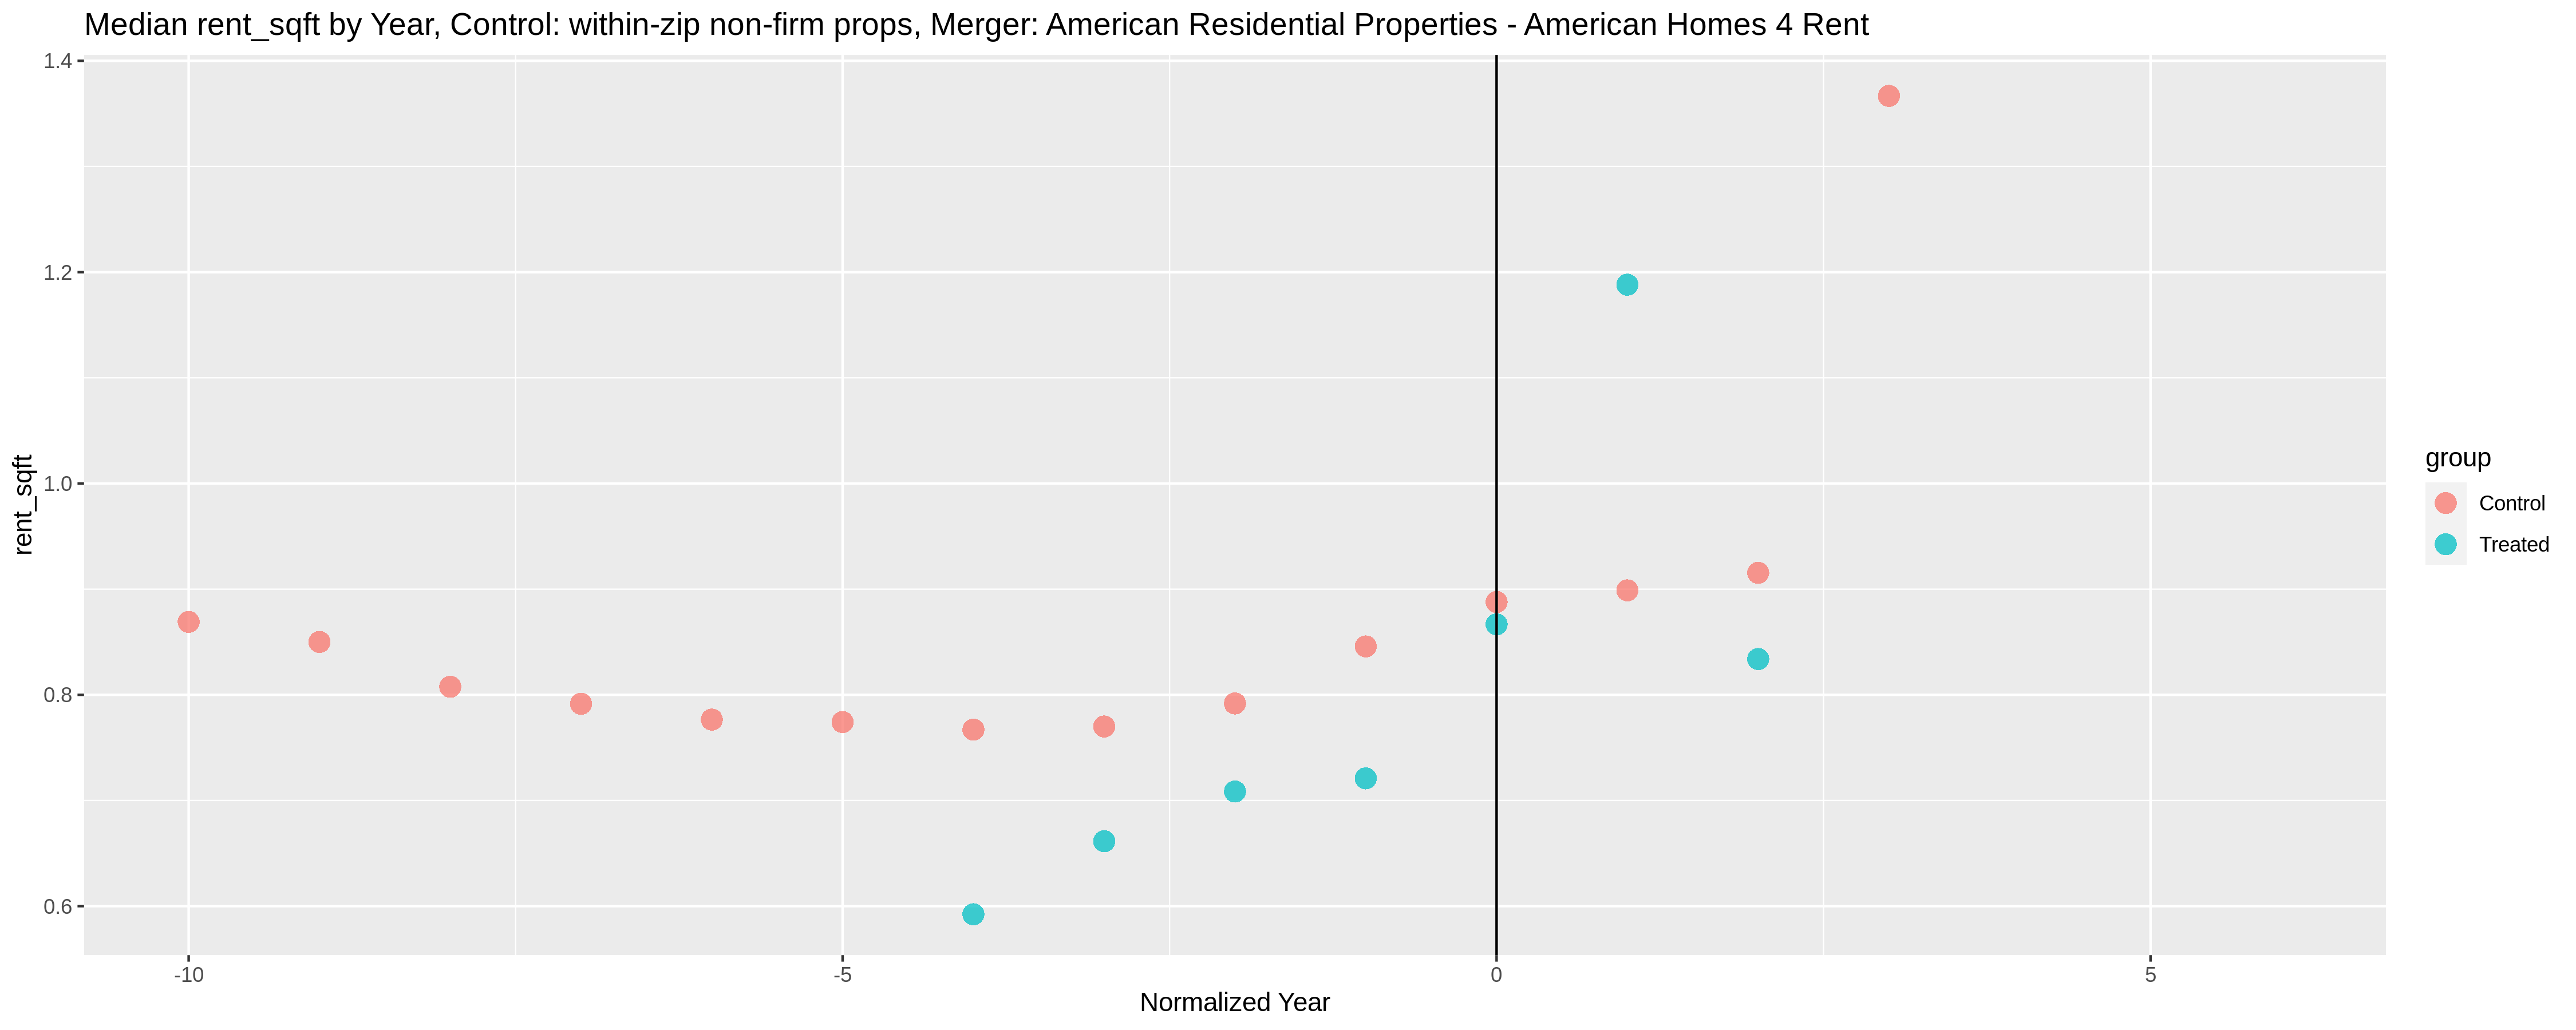 Median rent_sqft by Year, Control: within-zip non-firm props, Merger: American Residential Properties - American Homes 4 Rent
1.4
1.2
1.0
0.8
0.6
rent_sqft
-10
-5
0
5
Normalized Year
group
Control
Treated